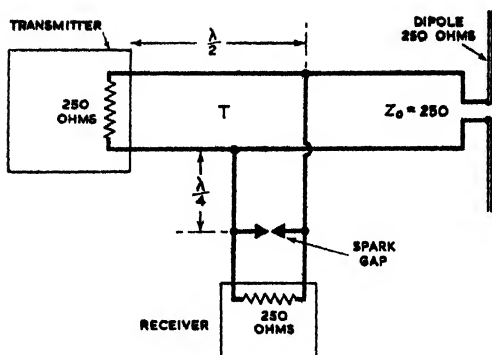 TRANSMITTER
λ/2
DIPOLE
250 OHMS
250
OHMS
T
Z₀ = 250
λ/4
SPARK
GAP
RECEIVER
250
OHMS